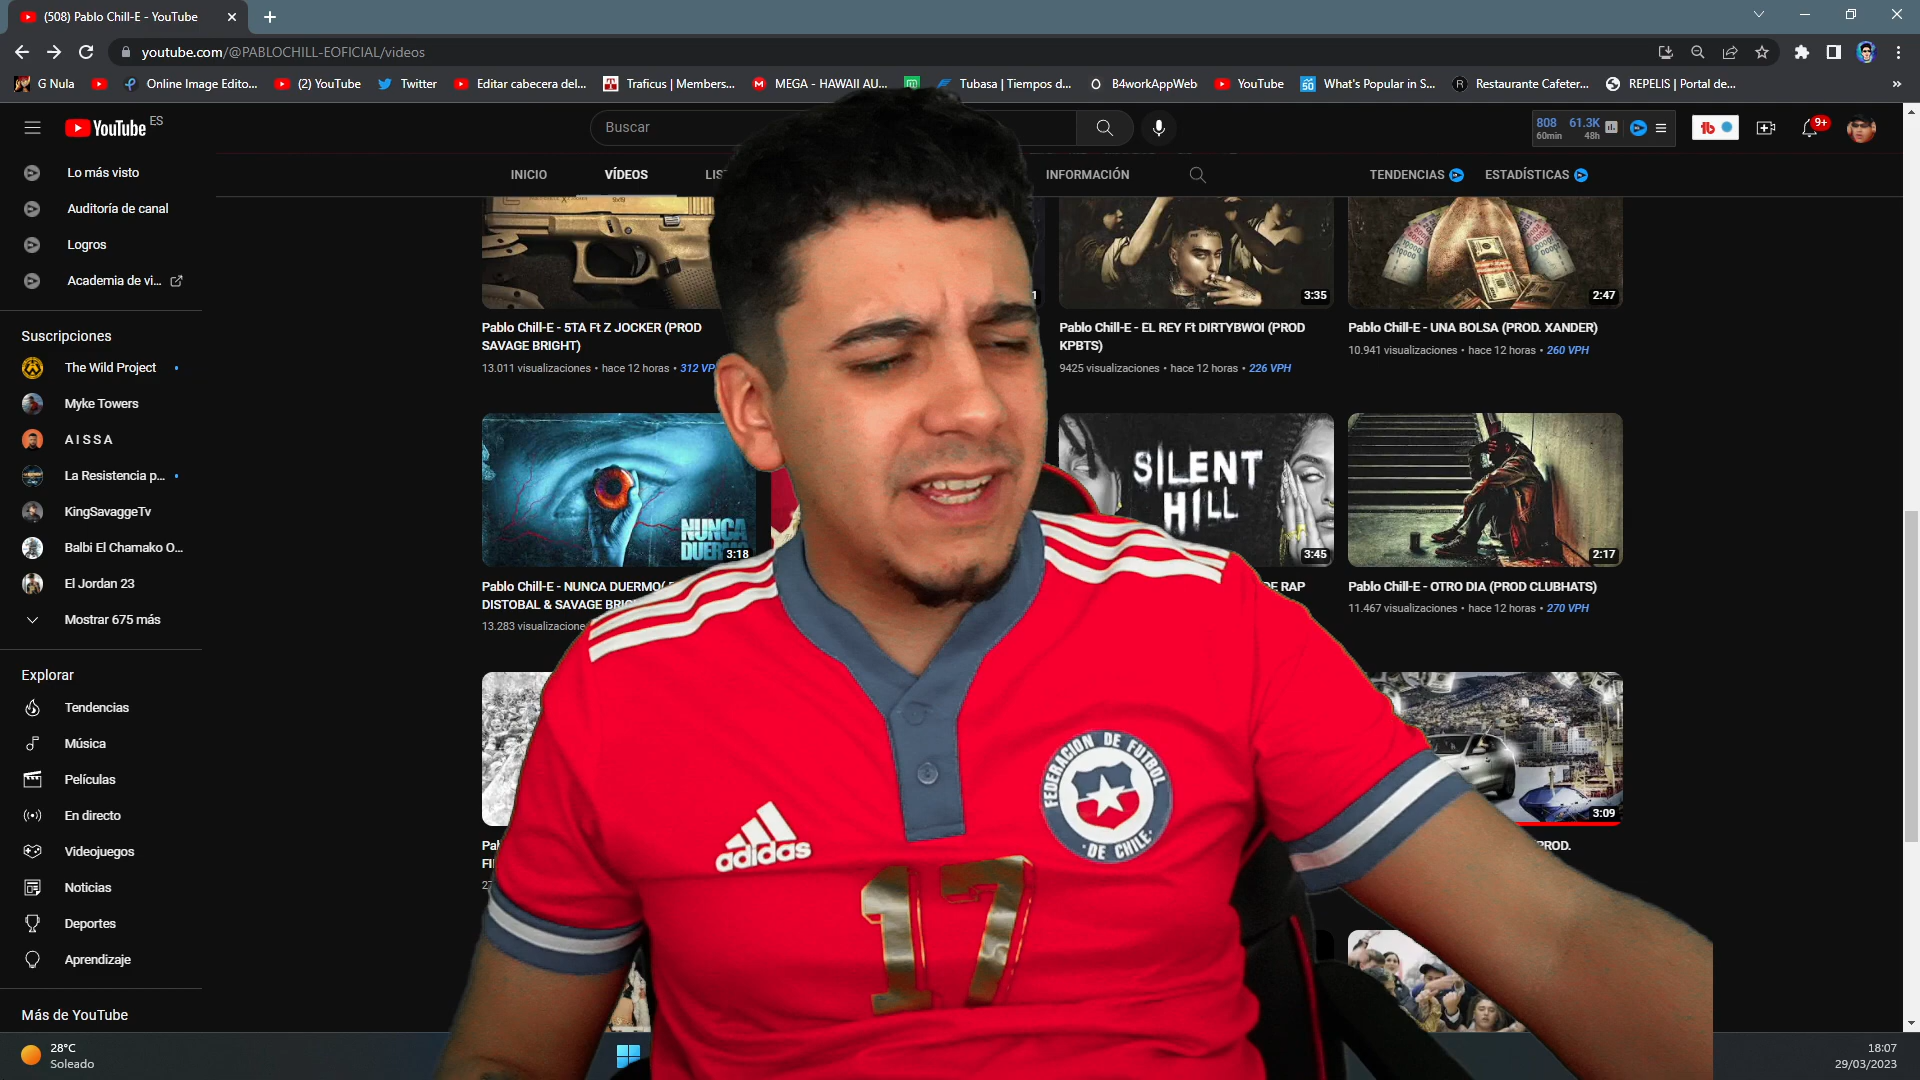 (508) Pablo Chill-E - YouTube
youtube.com/@PABLOCHILL-EOFICIAL/videos
G Nula
Online Image Edito...
(2) YouTube
Twitter
Editar cabecera del...
Traficus | Members...
MEGA - HAWAII AU...
Tubasa | Tiempos d...
B4workAppWeb
YouTube
What's Popular in S...
Restaurante Cafeter...
REPELIS | Portal de...
YouTube ES
Buscar
808 61.3K
60min 48h
9+
Lo más visto
Auditoría de canal
Logros
Academia de vi...
Suscripciones
The Wild Project
Myke Towers
A I S S A
La Resistencia p...
KingSavaggeTv
Balbi El Chamako O...
El Jordan 23
Mostrar 675 más
Explorar
Tendencias
Música
Películas
En directo
Videojuegos
Noticias
Deportes
Aprendizaje
Más de YouTube
INICIO
VÍDEOS
INFORMACIÓN
TENDENCIAS
ESTADÍSTICAS
3:35
2:47
Pablo Chill-E - 5TA Ft Z JOCKER (PROD
SAVAGE BRIGHT)
13.011 visualizaciones • hace 12 horas • 312 VP
Pablo Chill-E - EL REY Ft DIRTYBWOI (PROD
KPBTS)
9425 visualizaciones • hace 12 horas • 226 VPH
Pablo Chill-E - UNA BOLSA (PROD. XANDER)
10.941 visualizaciones • hace 12 horas • 260 VPH
NUNCA
DUERMO
3:18
SILENT
HILL
3:45
2:17
Pablo Chill-E - NUNCA DUERMO(
DISTOBAL & SAVAGE
13.283 visualizacione
DE RAP
Pablo Chill-E - OTRO DIA (PROD CLUBHATS)
11.467 visualizaciones • hace 12 horas • 270 VPH
3:09
PROD.
adidas
FEDERACION DE FUTBOL
DE CHILE
17
28°C
Soleado
18:07
29/03/2023